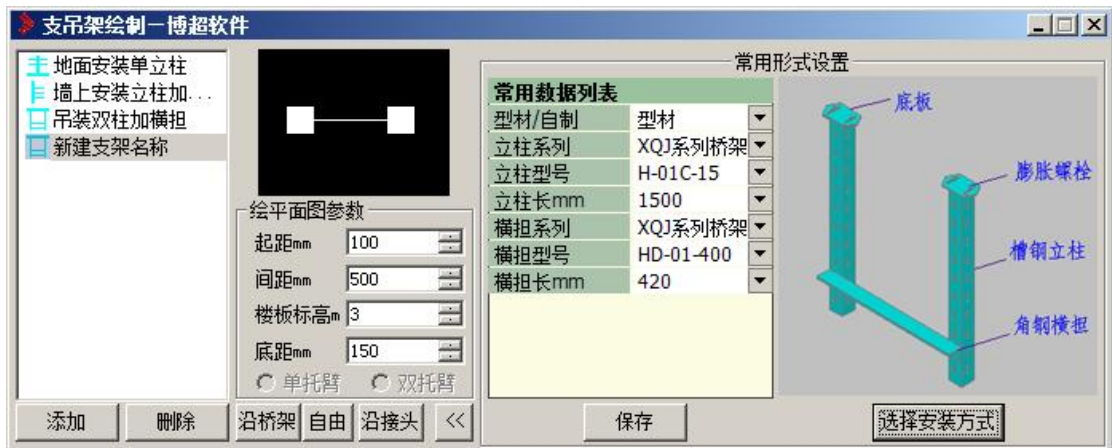 支吊架绘制－博超软件
地面安装单立柱
墙上安装立柱加...
吊装双柱加横担
新建支架名称
绘平面图参数
起距mm 100
间距mm 500
楼板标高m 3
底距mm 150
单托臂 双托臂
添加 删除 沿桥架 自由 沿接头 <<
常用形式设置
常用数据列表
型材/自制 型材
立柱系列 XQJ系列桥架
立柱型号 H-01C-15
立柱长mm 1500
横担系列 XQJ系列桥架
横担型号 HD-01-400
横担长mm 420
底板
膨胀螺栓
槽钢立柱
角钢横担
保存 选择安装方式